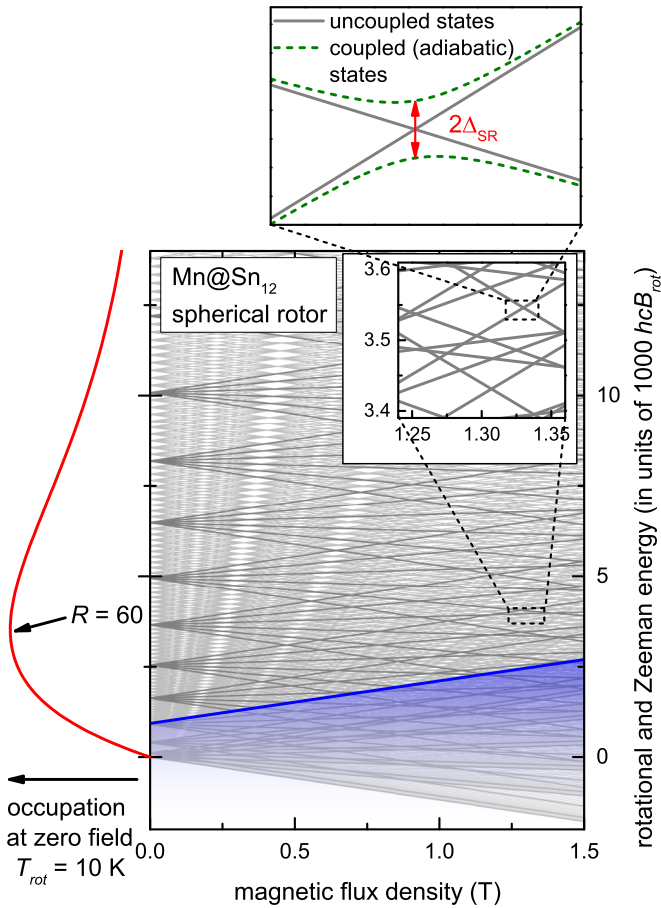 uncoupled states
coupled (adiabatic)
states
2Δ_SR
Mn@Sn₁₂
spherical rotor
3.6
3.5
3.4
1.25 1.30 1.35
R = 60
10
5
0
rotational and Zeeman energy (in units of 1000 hcB_rot)
occupation
at zero field
T_rot = 10 K
0.0 0.5 1.0 1.5
magnetic flux density (T)